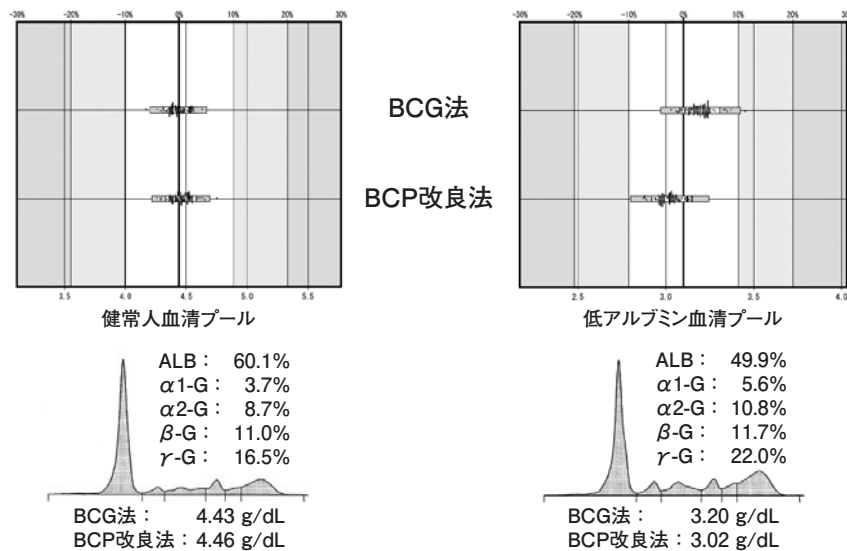 -30% -20% -10% 0% 10% 20% 30%
-30% -20% -10% 0% 10% 20% 30%
BCG法
BCP改良法
3.5 4.0 4.5 5.0 5.5
2.5 3.0 3.5 4.0
健常人血清プール
低アルブミン血清プール
ALB： 60.1%
α1-G： 3.7%
α2-G： 8.7%
β-G： 11.0%
γ-G： 16.5%
BCG法： 4.43 g/dL
BCP改良法： 4.46 g/dL
ALB： 49.9%
α1-G： 5.6%
α2-G： 10.8%
β-G： 11.7%
γ-G： 22.0%
BCG法： 3.20 g/dL
BCP改良法： 3.02 g/dL